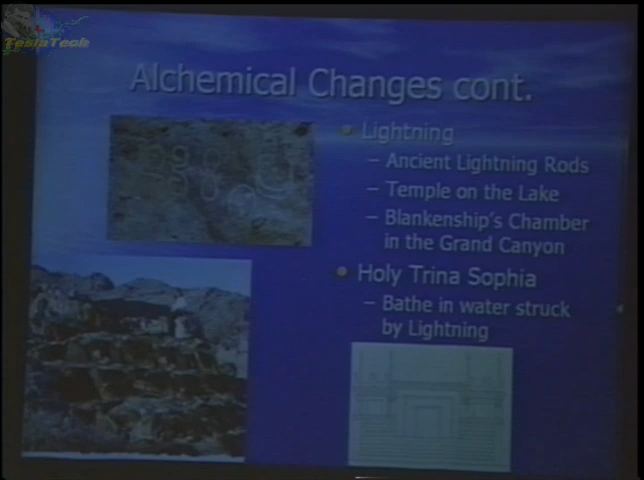 TeslaTech
Alchemical Changes cont.
Lightning
– Ancient Lightning Rods
– Temple on the Lake
– Blankenship's Chamber
in the Grand Canyon
Holy Trina Sophia
– Bathe in water struck
by Lightning